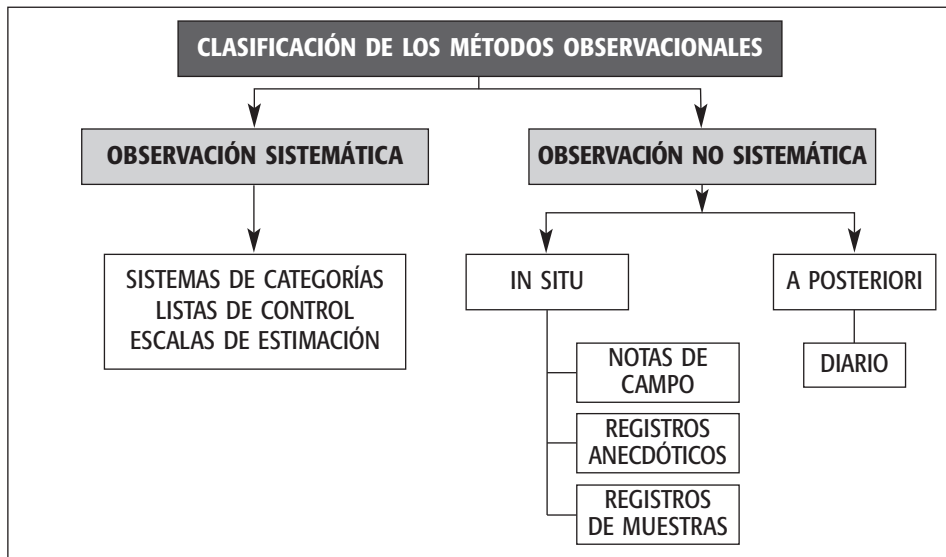 CLASIFICACIÓN DE LOS MÉTODOS OBSERVACIONALES
OBSERVACIÓN SISTEMÁTICA
OBSERVACIÓN NO SISTEMÁTICA
SISTEMAS DE CATEGORÍAS
LISTAS DE CONTROL
ESCALAS DE ESTIMACIÓN
IN SITU
A POSTERIORI
NOTAS DE
CAMPO
DIARIO
REGISTROS
ANECDÓTICOS
REGISTROS
DE MUESTRAS